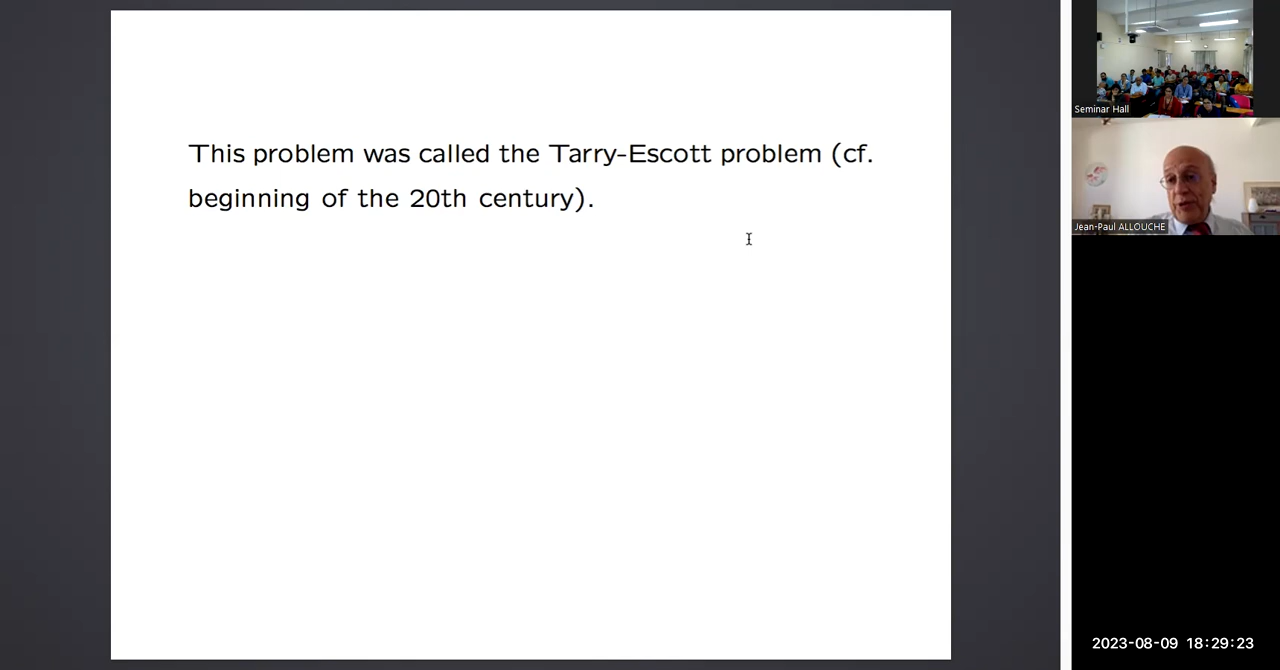 This problem was called the Tarry-Escott problem (cf.
beginning of the 20th century).
Seminar Hall
Jean-Paul ALLOUCHE
2023-08-09 18:29:23